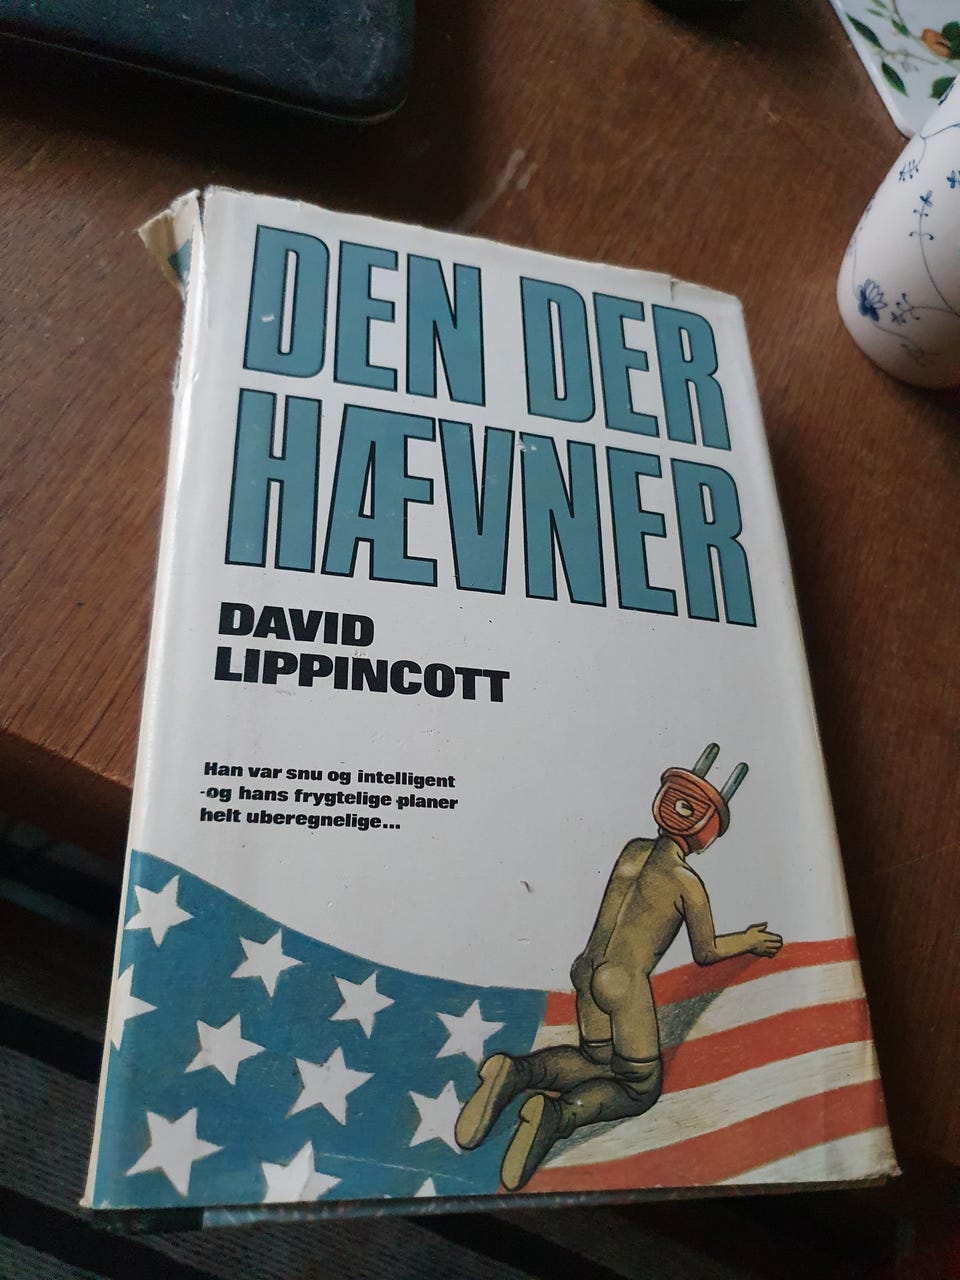 DEN DER
HÆVNER
DAVID
LIPPINCOTT
Han var snu og intelligent
-og hans frygtelige planer
helt uberegnelige...